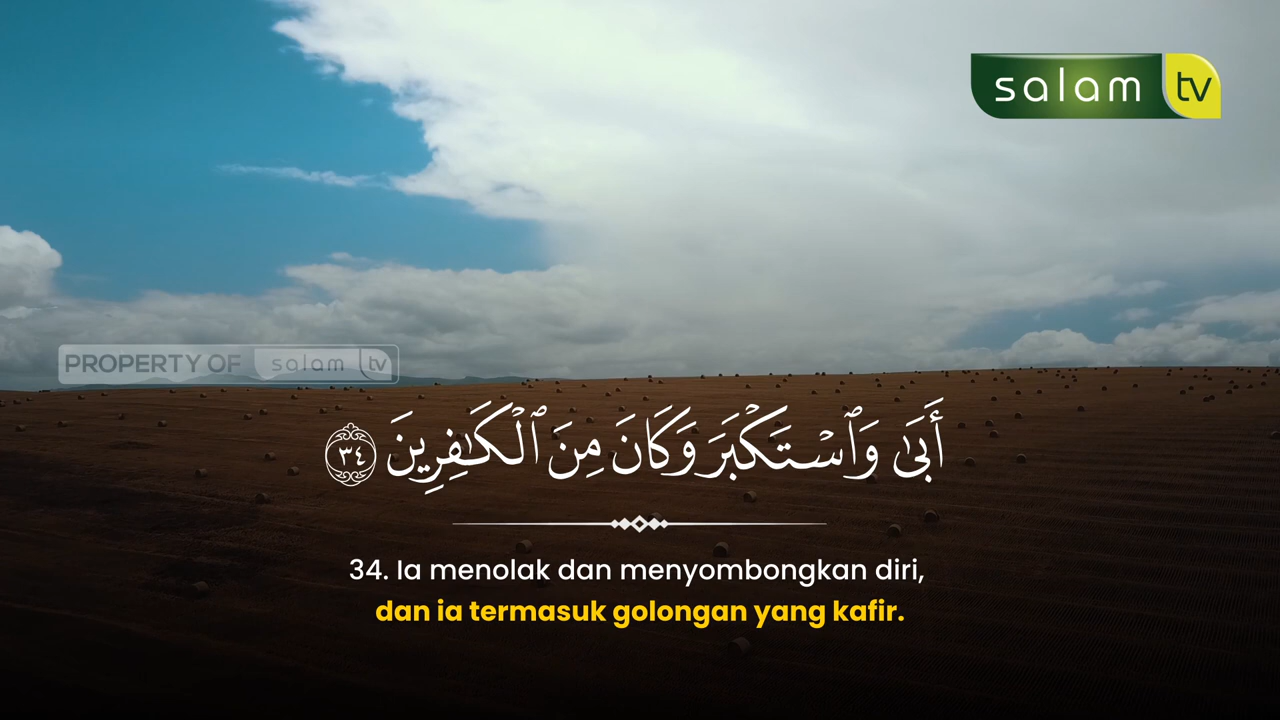 salam tv
PROPERTY OF salam tv
أَبَىٰ وَٱسْتَكْبَرَ وَكَانَ مِنَ ٱلْكَـٰفِرِينَ ٣٤
34. Ia menolak dan menyombongkan diri,
dan ia termasuk golongan yang kafir.